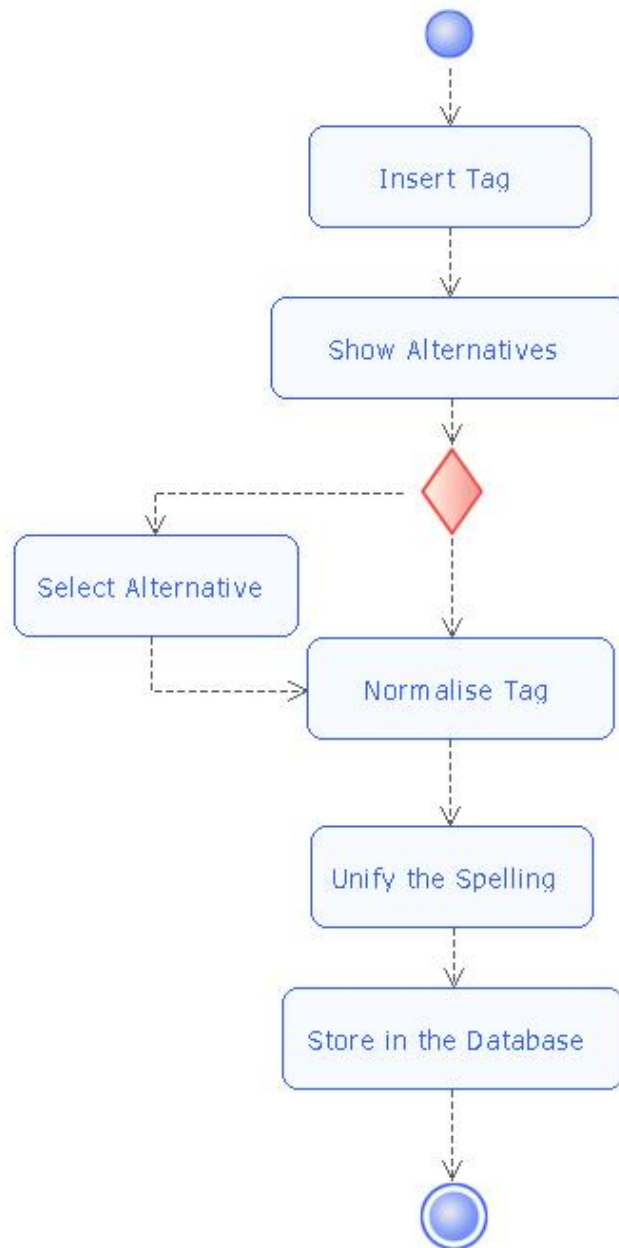 Insert Tag
Show Alternatives
Select Alternative
Normalise Tag
Unify the Spelling
Store in the Database